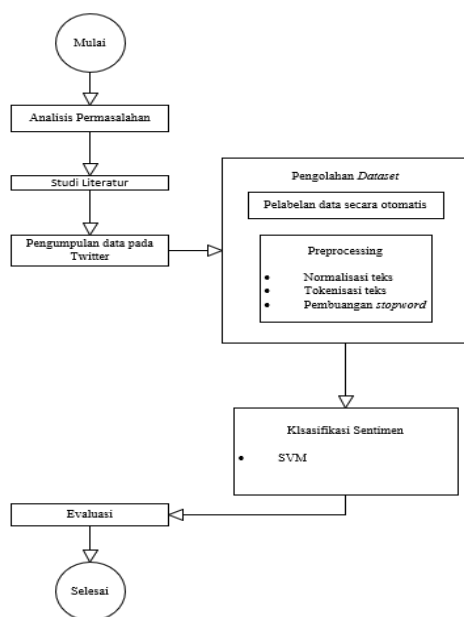 Mulai
Analisis Permasalahan
Studi Literatur
Pengumpulan data pada
Twitter
Pengolahan Dataset
Pelabelan data secara otomatis
Preprocessing
• Normalisasi teks
• Tokenisasi teks
• Pembuangan stopword
Klsasifikasi Sentimen
• SVM
Evaluasi
Selesai